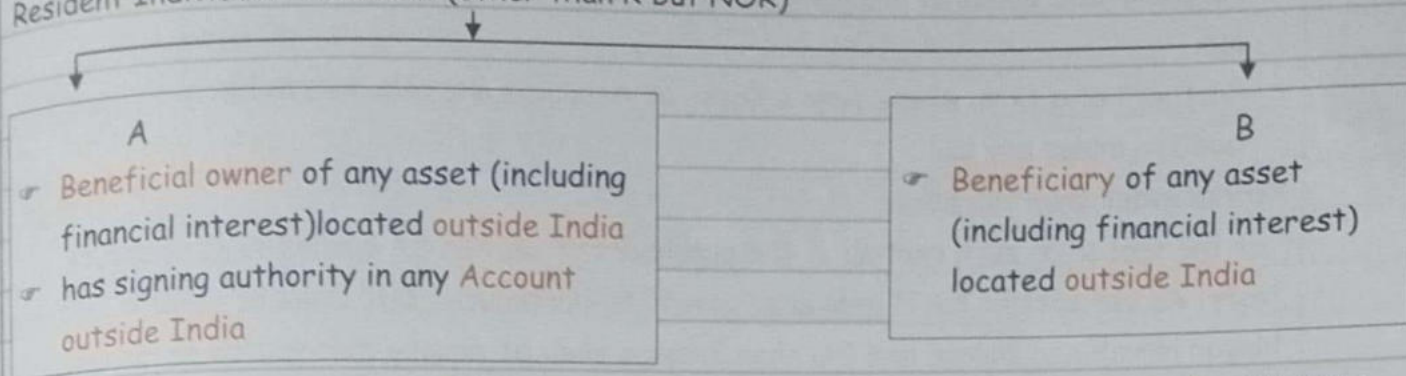 Resident
A
☞ Beneficial owner of any asset (including
financial interest)located outside India
☞ has signing authority in any Account
outside India
B
☞ Beneficiary of any asset
(including financial interest)
located outside India